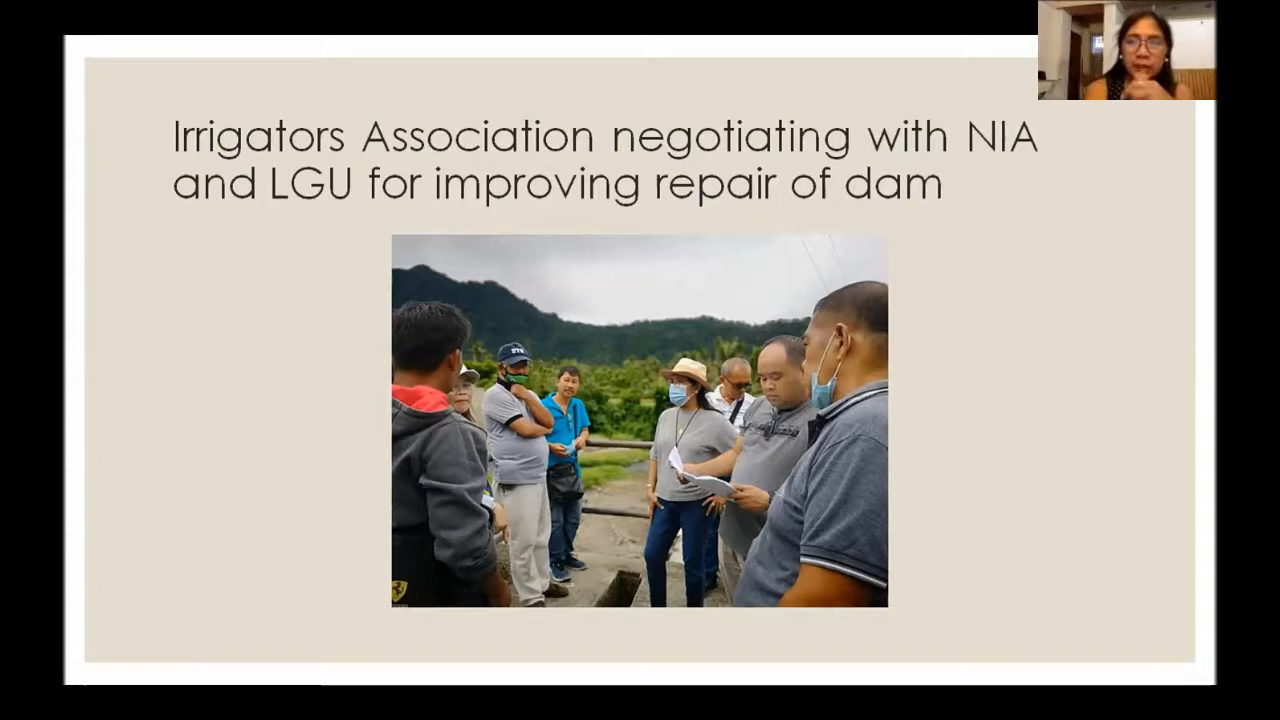 Irrigators Association negotiating with NIA
and LGU for improving repair of dam